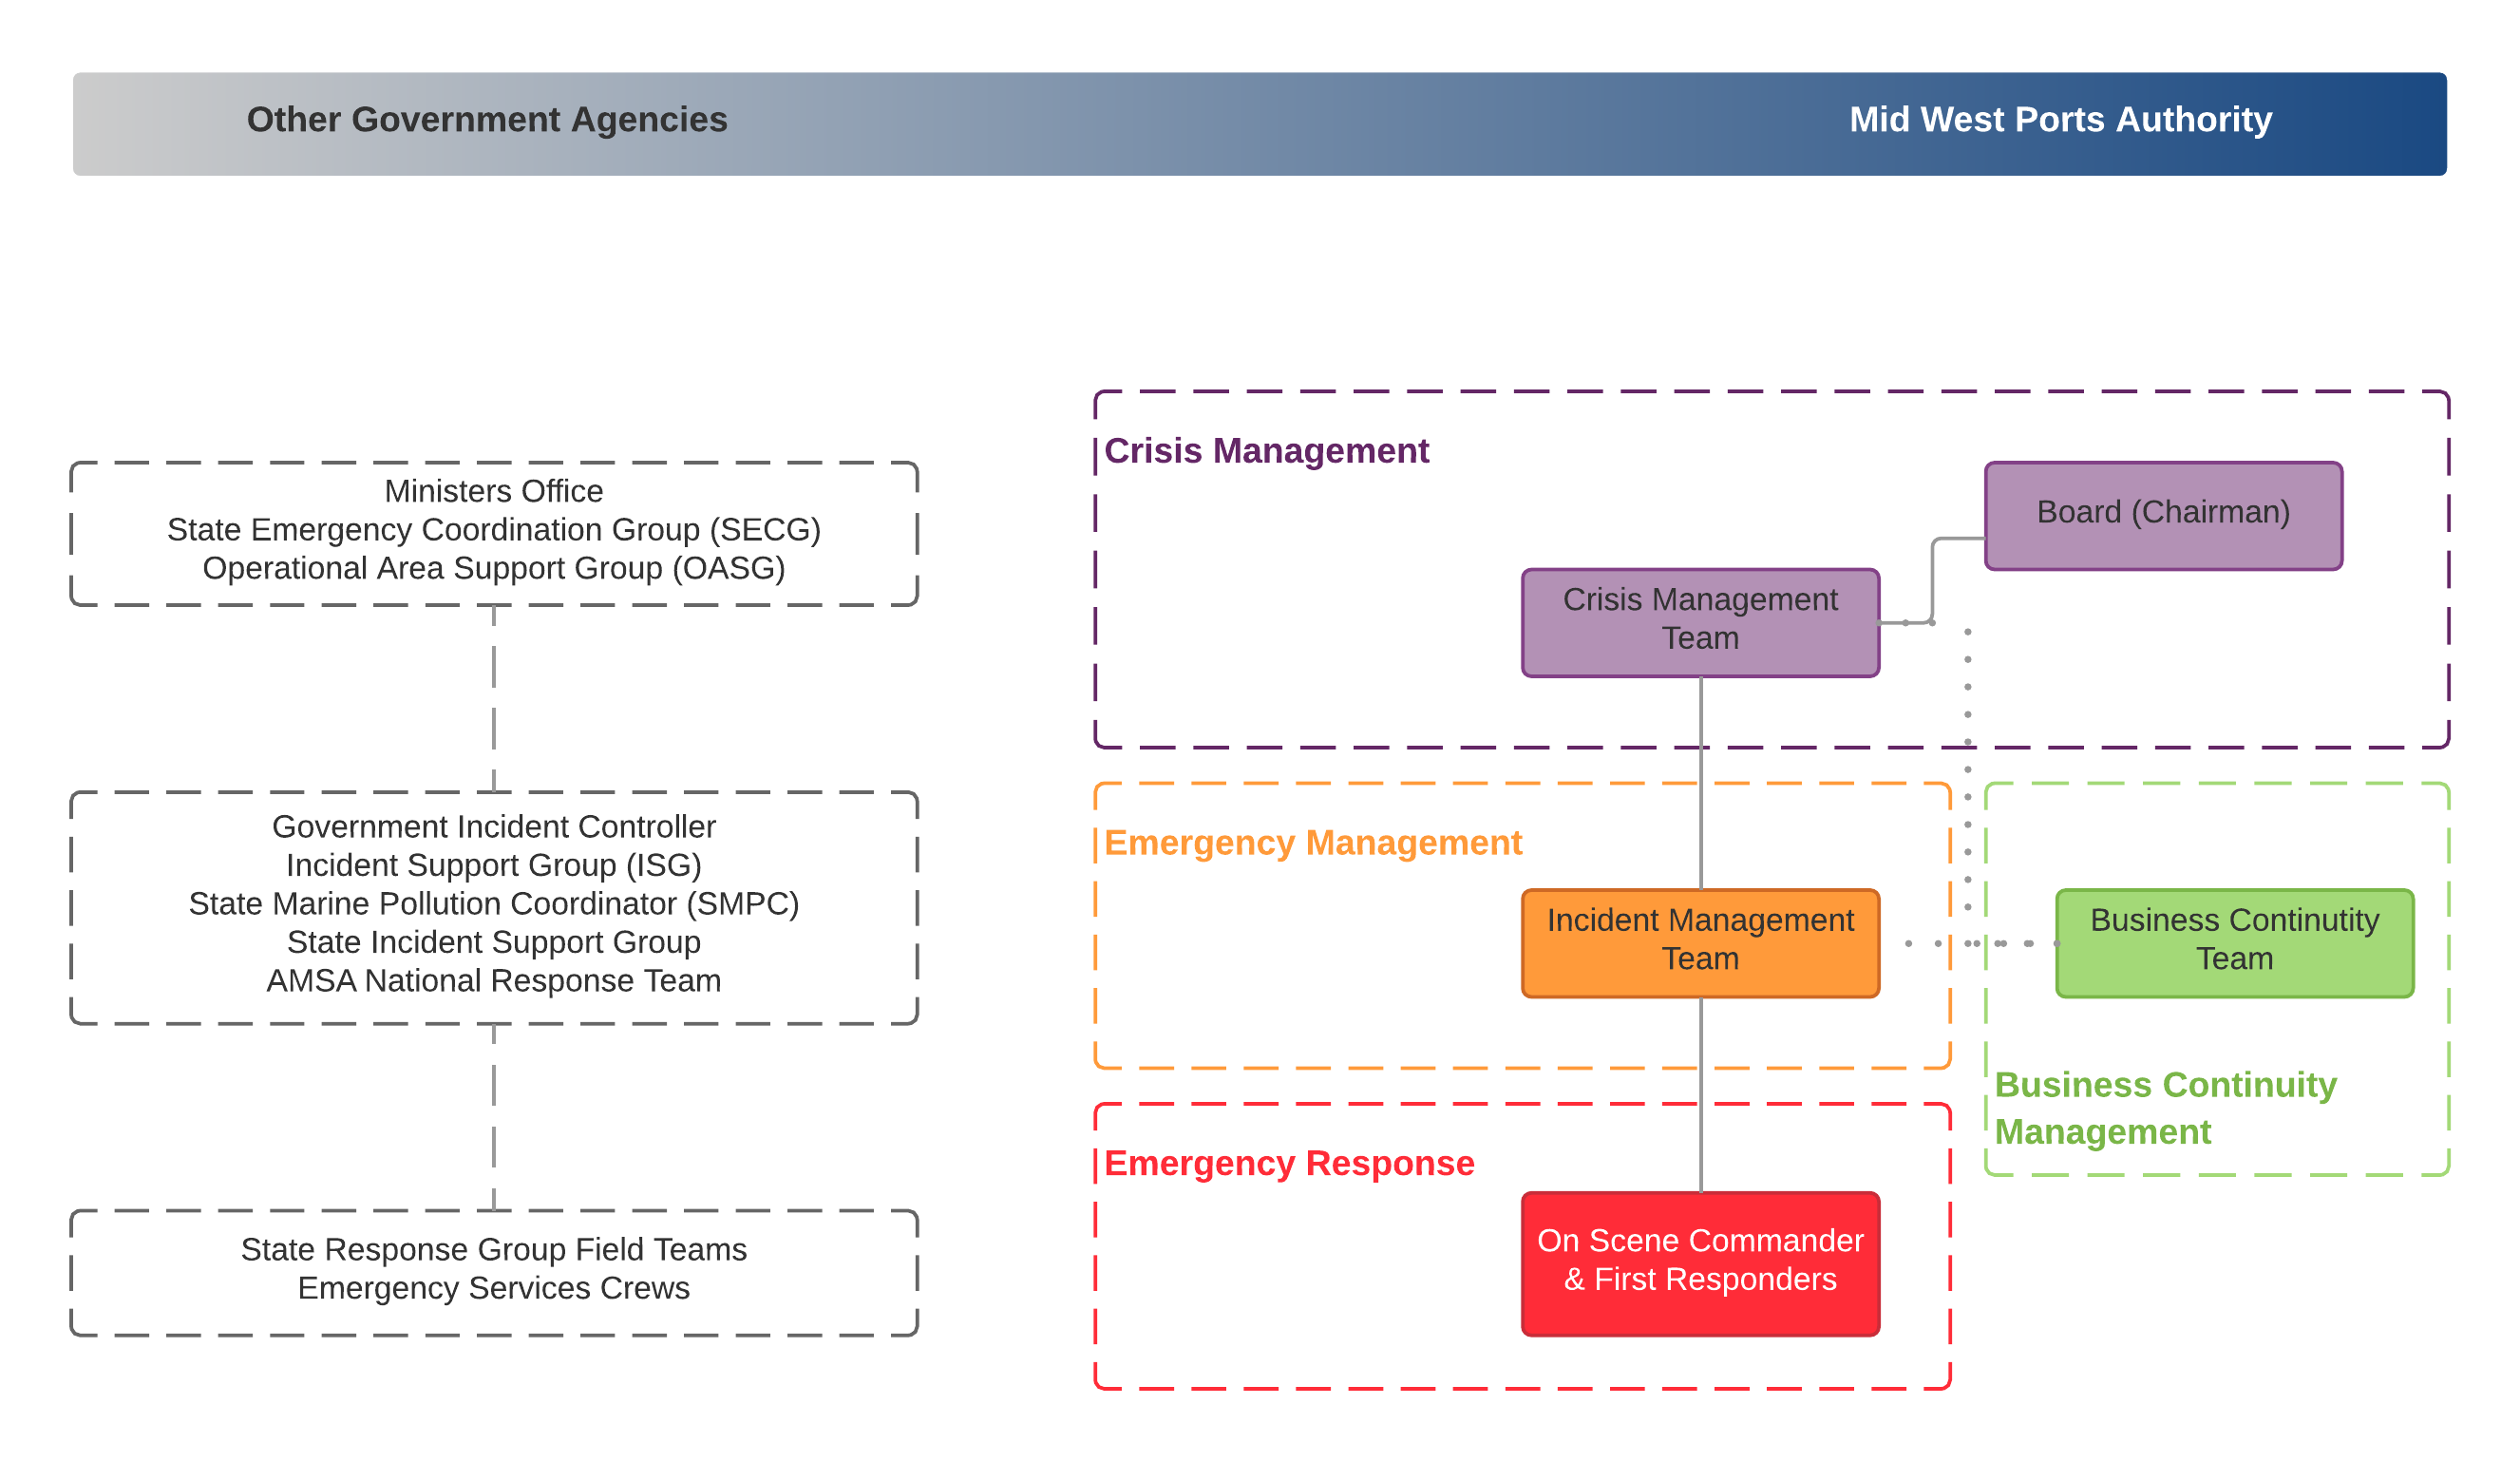 Other Government Agencies
Mid West Ports Authority
Ministers Office
State Emergency Coordination Group (SECG)
Operational Area Support Group (OASG)
Government Incident Controller
Incident Support Group (ISG)
State Marine Pollution Coordinator (SMPC)
State Incident Support Group
AMSA National Response Team
State Response Group Field Teams
Emergency Services Crews
Crisis Management
Board (Chairman)
Crisis Management
Team
Emergency Management
Incident Management
Team
Business Continutity
Team
Business Continuity
Management
Emergency Response
On Scene Commander
& First Responders